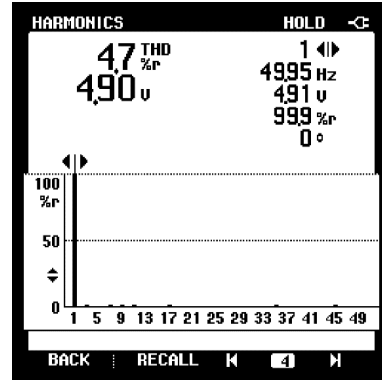 HARMONICS HOLD
4.7 THD %r
4.90 V
1
49.95 Hz
4.91 V
99.9 %r
0 °
100
%r
50
0
1 5 9 13 17 21 25 29 33 37 41 45 49
BACK RECALL 4